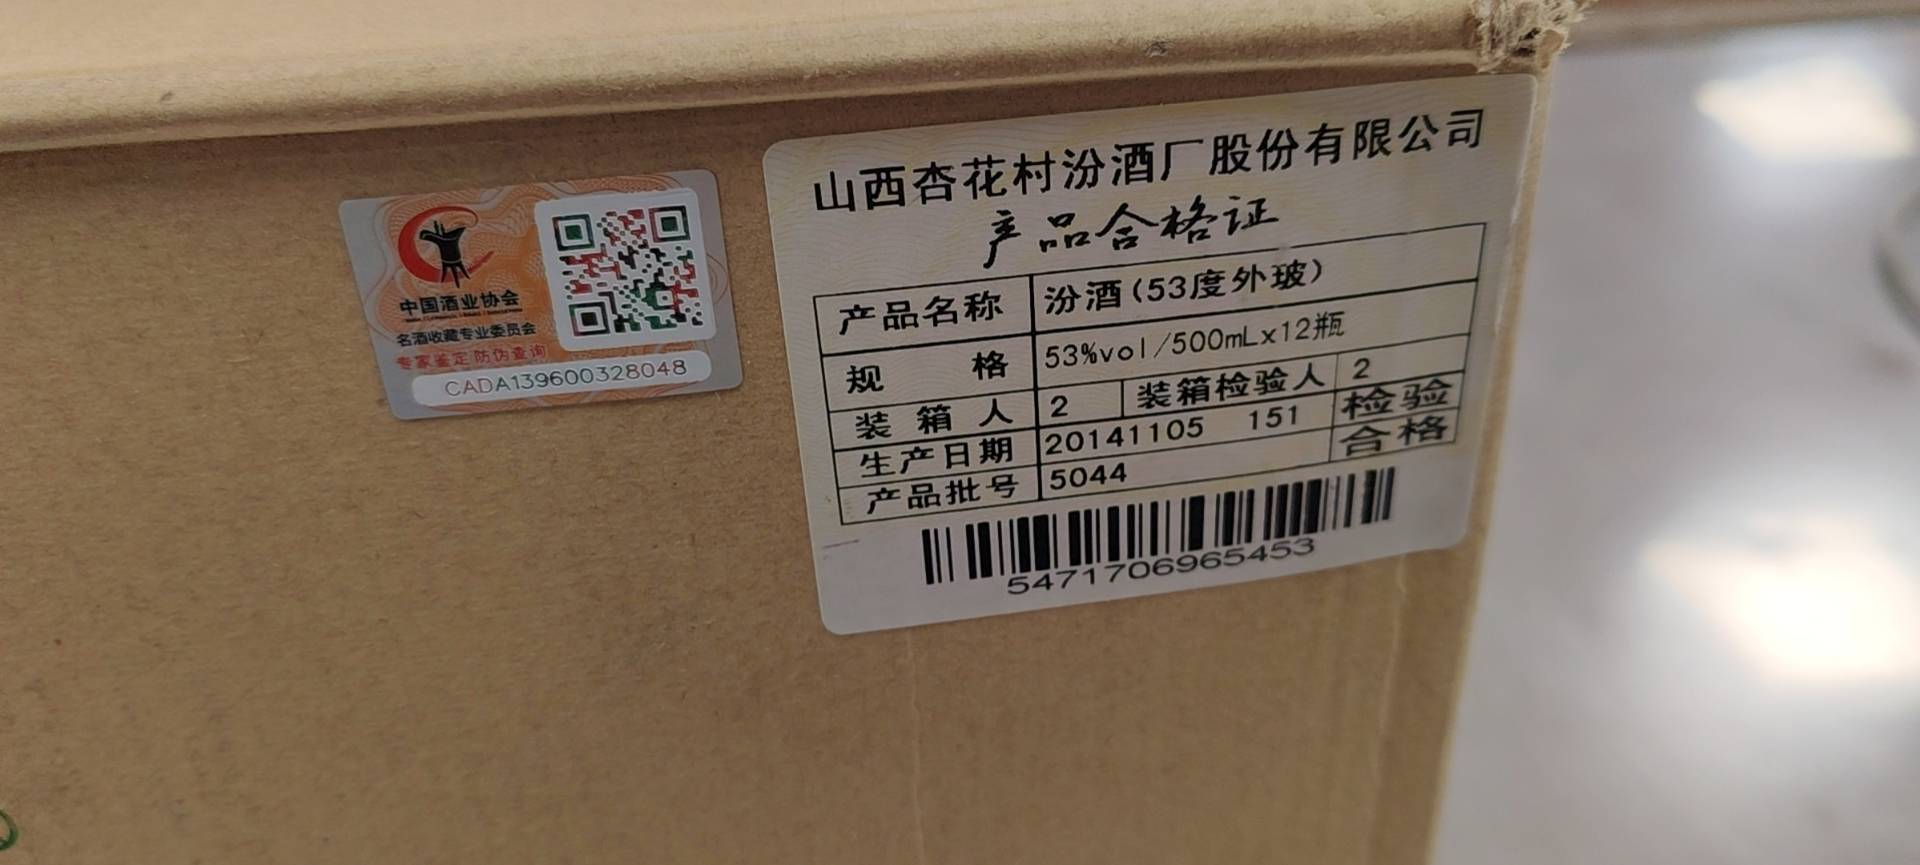 中国酒业协会
名酒收藏专业委员会
专家鉴定 防伪查询
CADA139600328048
山西杏花村汾酒厂股份有限公司
产品合格证
产品名称 汾酒(53度外玻)
规 格 53%vol/500mLx12瓶
装 箱 人 2 装箱检验人 2
生产日期 20141105 151 检验
产品批号 5044 合格
5471706965453